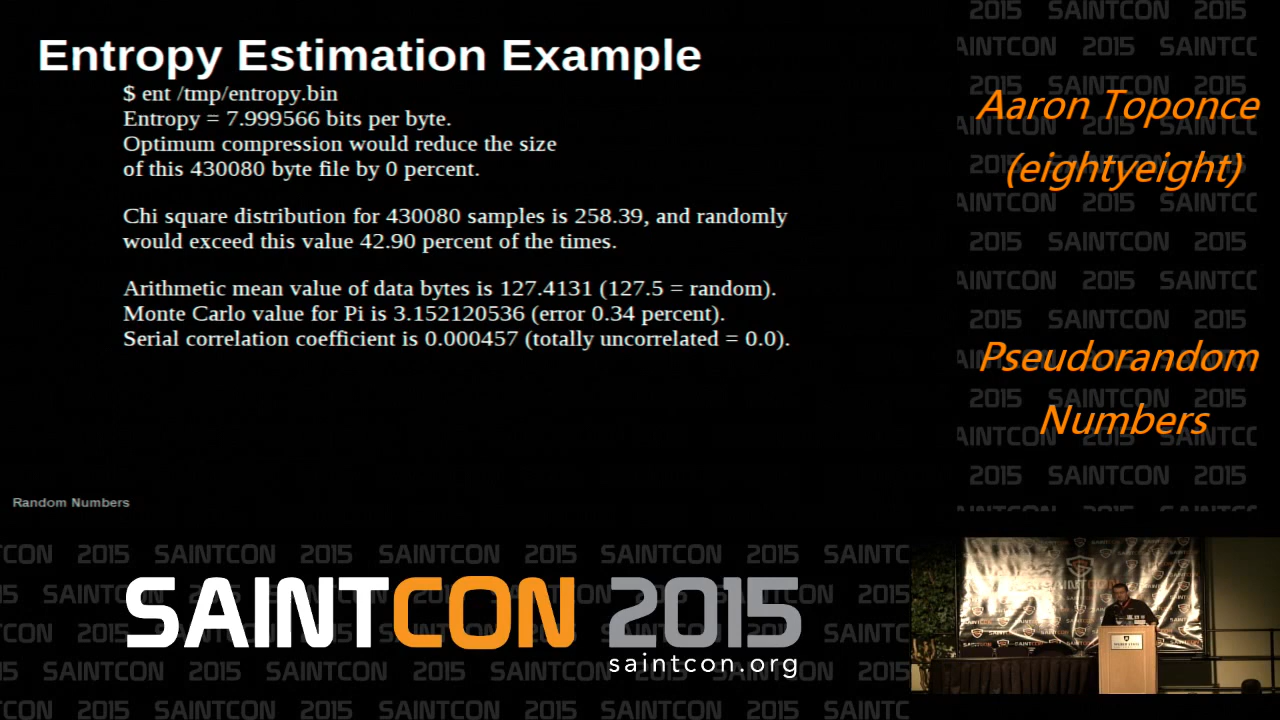 Entropy Estimation Example
$ ent /tmp/entropy.bin
Entropy = 7.999566 bits per byte.
Optimum compression would reduce the size
of this 430080 byte file by 0 percent.
Chi square distribution for 430080 samples is 258.39, and randomly
would exceed this value 42.90 percent of the times.
Arithmetic mean value of data bytes is 127.4131 (127.5 = random).
Monte Carlo value for Pi is 3.152120536 (error 0.34 percent).
Serial correlation coefficient is 0.000457 (totally uncorrelated = 0.0).
Random Numbers
Aaron Toponce
(eightyeight)
Pseudorandom
Numbers
SAINTCON 2015
saintcon.org